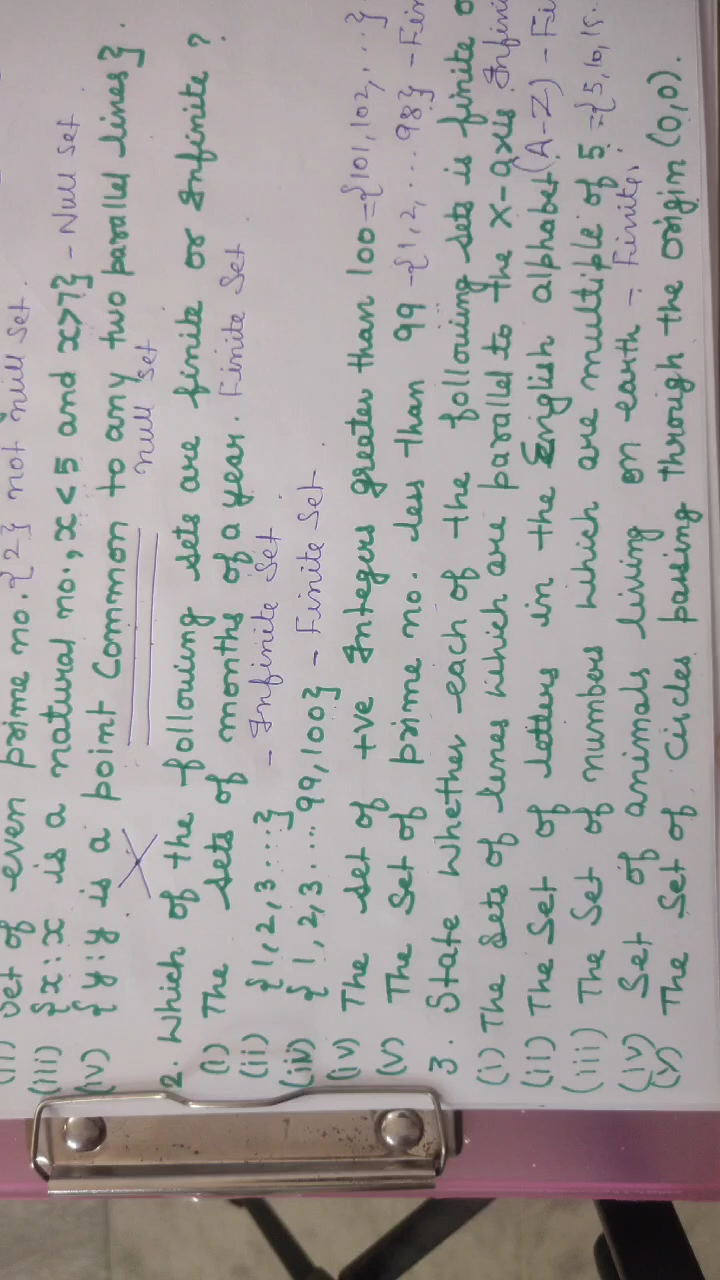 (ii) Set of even prime no. {2} not null set.
(iii) {x:x is a natural no., x<5 and x>7} - Null set
(iv) {y:y is a point common to any two parallel lines}.
null set
2. Which of the following sets are finite or Infinite?
(i) The sets of months of a year. Finite Set
(ii) {1,2,3...} - Infinite Set.
(iii) {1,2,3...99,100} - Finite Set.
(iv) The set of +ve Integers greater than 100={101,102,...}
(v) The Set of prime no. less than 99 -{1,2,...98} -Fin
3. State whether each of the following sets is finite o
(i) The sets of lines which are parallel to the x-axis Infini
(ii) The Set of letters in the English alphabet (A-Z) - Fi
(iii) The Set of numbers which are multiple of 5 ={5,10,15..
(iv) Set of animals living on earth - Finite.
(v) The Set of circles passing through the origin (0,0).